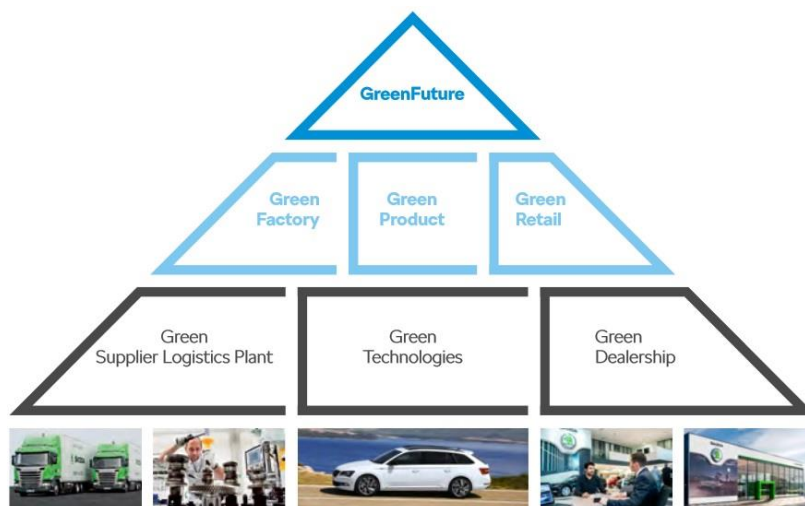 GreenFuture
Green
Factory
Green
Product
Green
Retail
Green
Supplier Logistics Plant
Green
Technologies
Green
Dealership